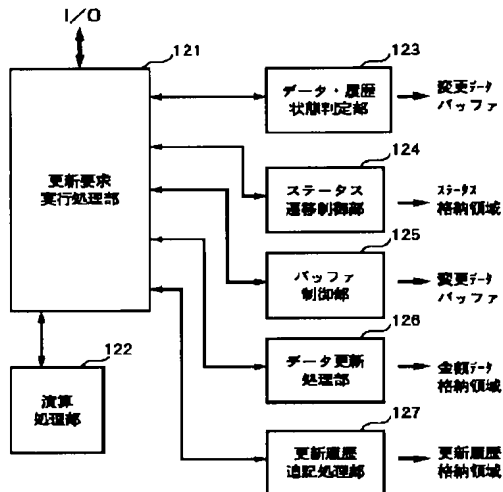 I/O
121
更新要求
実行処理部
122
演算
処理部
123
データ・履歴
状態判定部
変更ﾃﾞｰﾀ
バッファ
124
ステータス
遷移制御部
ｽﾃｰﾀｽ
格納領域
125
バッファ
制御部
変更ﾃﾞｰﾀ
バッファ
126
データ更新
処理部
金額ﾃﾞｰﾀ
格納領域
127
更新履歴
追記処理部
更新履歴
格納領域